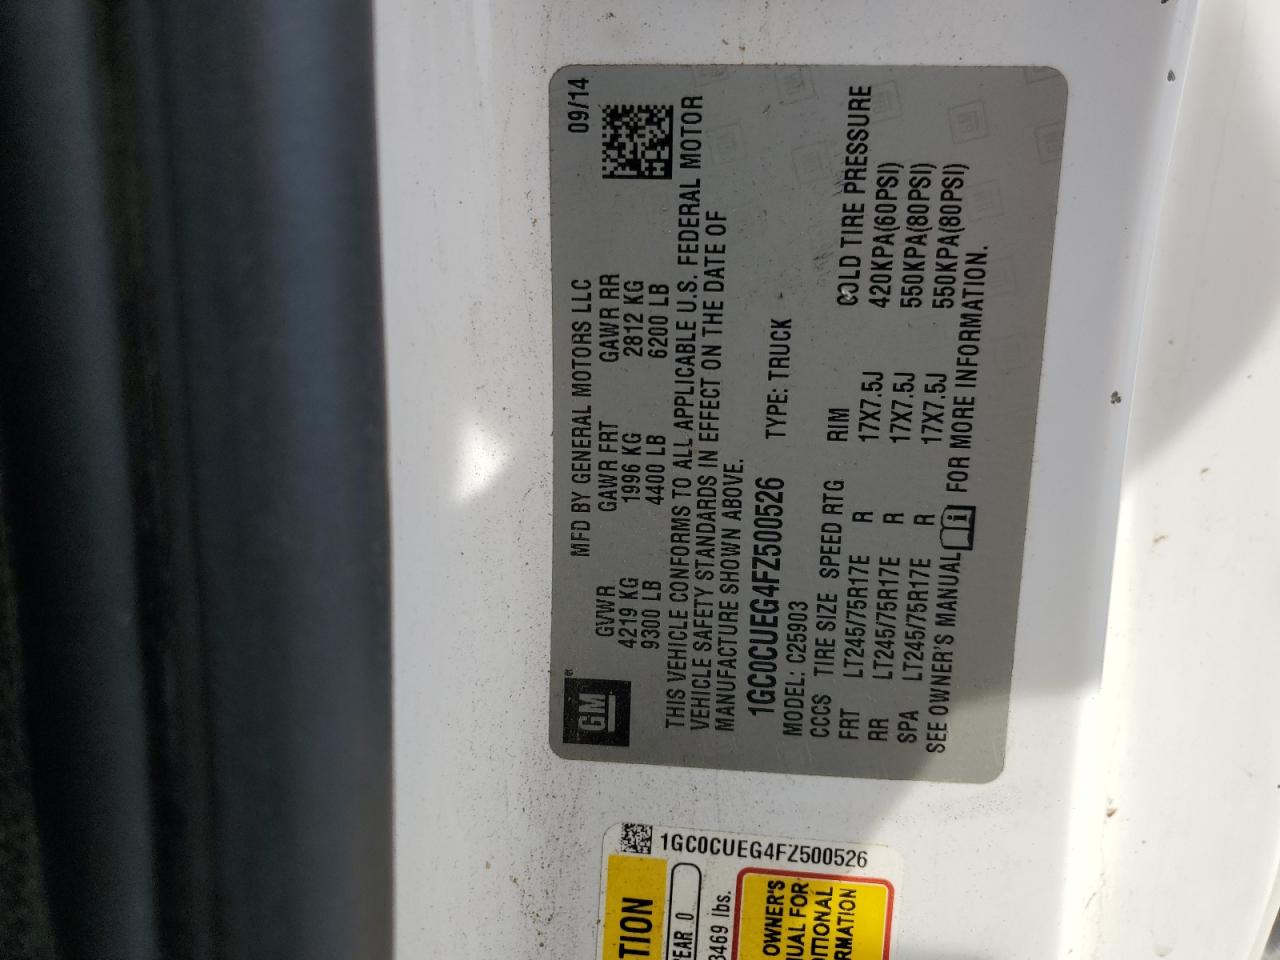 09/14
MFD BY GENERAL MOTORS LLC
GM
GVWR GAWR FRT GAWR RR
4219 KG 1996 KG 2812 KG
9300 LB 4400 LB 6200 LB
THIS VEHICLE CONFORMS TO ALL APPLICABLE U.S. FEDERAL MOTOR
VEHICLE SAFETY STANDARDS IN EFFECT ON THE DATE OF
MANUFACTURE SHOWN ABOVE.
1GC0CUEG4FZ500526 TYPE: TRUCK
MODEL: C25903
CCCS TIRE SIZE SPEED RTG RIM COLD TIRE PRESSURE
FRT LT245/75R17E R 17X7.5J 420KPA(60PSI)
RR LT245/75R17E R 17X7.5J 550KPA(80PSI)
SPA LT245/75R17E R 17X7.5J 550KPA(80PSI)
SEE OWNER'S MANUAL i FOR MORE INFORMATION.
1GC0CUEG4FZ500526
TION
EAR 0
3469 lbs.
OWNER'S
UAL FOR
DITIONAL
RMATION